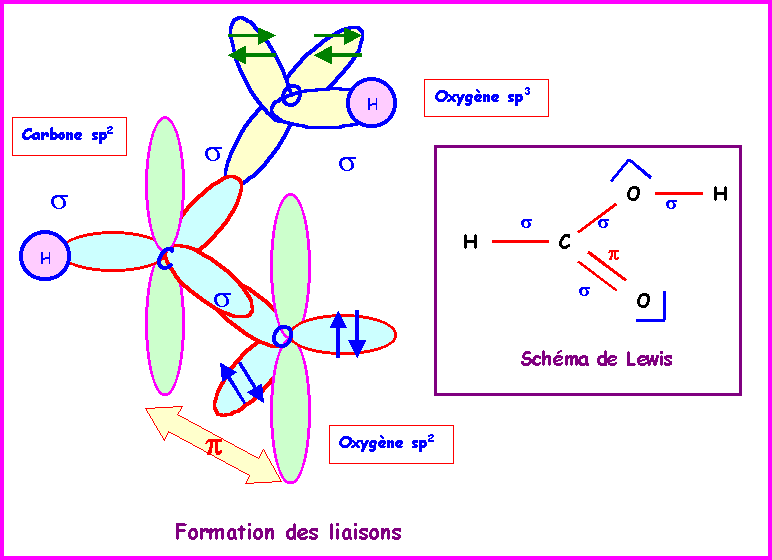 H
Oxygène sp³
Carbone sp²
σ
σ
σ
C
H
σ
O
O
π
Oxygène sp²
Formation des liaisons
O
H
σ
σ
σ
H
C
π
σ
O
Schéma de Lewis